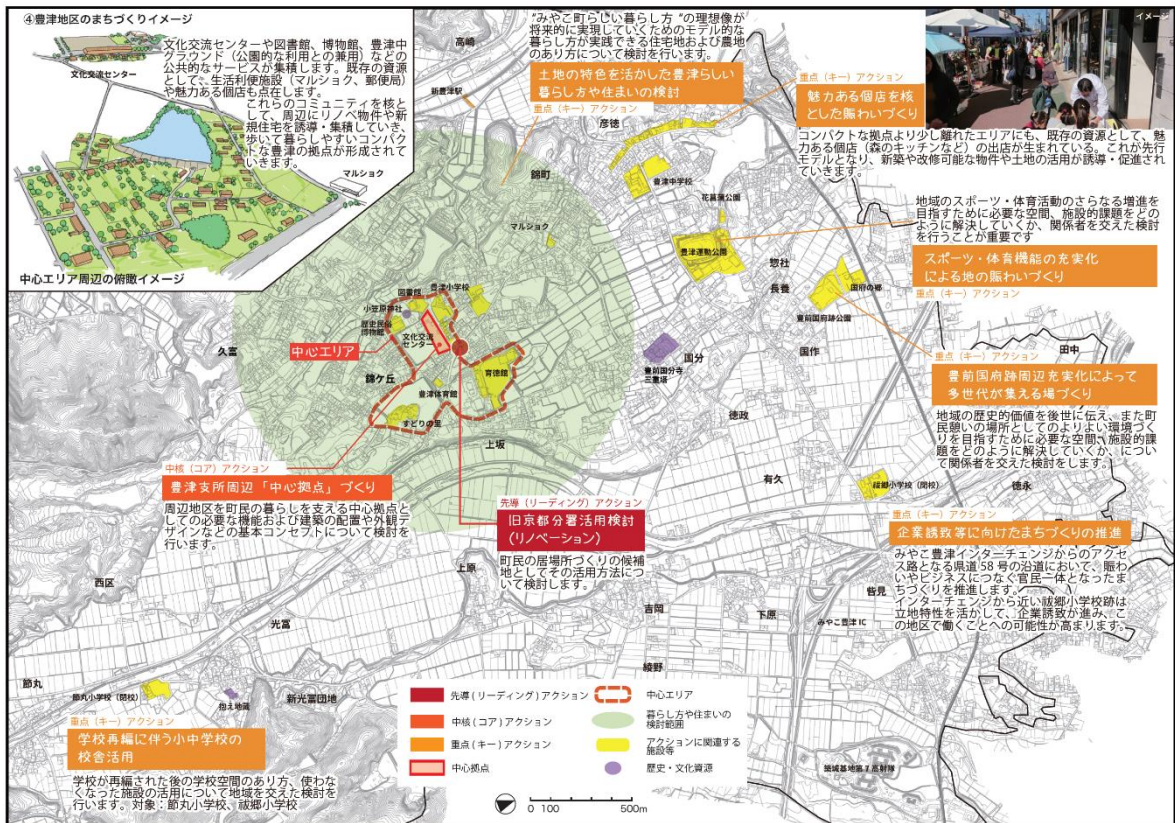 ④豊津地区のまちづくりイメージ
文化交流センターや図書館、博物館、豊津中
グラウンド（公園的な利用との兼用）などの
公共的なサービスが集積します。既存の資源
として、生活利便施設（マルショク、郵便局）
や魅力ある個店も点在します。
これらのコミュニティを核と
して、周辺にリノベ物件や新
規住宅を誘導・集積していき、
歩いて暮らしやすいコンパク
トな豊津の拠点が形成されて
いきます。
文化交流センター
マルショク
中心エリア周辺の俯瞰イメージ
"みやこ町らしい暮らし方"の理想像が
将来的に実現していくためのモデル的な
暮らし方が実践できる住宅地および農地の
あり方について検討を行います。
土地の特色を活かした豊津らしい
暮らし方や住まいの検討
重点（キー）アクション
重点（キー）アクション
魅力ある個店を核
とした賑わいづくり
イメージ
コンパクトな拠点より少し離れたエリアにも、既存の資源として、魅
力ある個店（森のキッチンなど）の出店が生まれている。これが先行
モデルとなり、新築や改修可能な物件や土地の活用が誘導・促進され
ていきます。
地域のスポーツ・体育活動のさらなる増進を
目指すために必要な空間、施設的課題をどの
ように解決していくか、関係者を交えた検討
を行うことが重要です
スポーツ・体育機能の充実化
による地の賑わいづくり
重点（キー）アクション
重点（キー）アクション
豊前国府跡周辺充実化によって
多世代が集える場づくり
地域の歴史的価値を後世に伝え、また町
民憩いの場所としてのよりよい環境づく
りを目指すために必要な空間、施設的課
題をどのように解決していくか、につい
て関係者を交えた検討をします。
重点（キー）アクション
企業誘致等に向けたまちづくりの推進
みやこ豊津インターチェンジからのアクセ
ス路となる県道58号の沿道において、賑わ
いやビジネスにつなぐ官民一体となったま
ちづくりを推進します。
インターチェンジから近い祓郷小学校跡は
立地特性を活かして、企業誘致が進み、こ
の地区で働くことへの可能性が高まります。
中核（コア）アクション
豊津支所周辺「中心拠点」づくり
周辺地区を町民の暮らしを支える中心拠点
としての必要な機能および建築の配置や外観デ
ザインなどの基本コンセプトについて検討を
行います。
先導（リーディング）アクション
旧京都分署活用検討
(リノベーション)
町民の居場所づくりの候補
地としてその活用方法につ
いて検討します。
重点（キー）アクション
学校再編に伴う小中学校の
校舎活用
学校が再編された後の学校空間のあり方、使わな
くなった施設の活用について地域を交えた検討を
行います。対象：節丸小学校、祓郷小学校
高崎
新豊津駅
彦徳
錦町
豊津中学校
花菖蒲公園
マルショク
豊津運動公園
惣社
長養
国府の郷
豊前国府跡公園
図書館
豊津小学校
小笠原神社
歴史民俗
博物館
文化交流
センター
中心エリア
久富
錦ケ丘
育徳館
豊津体育館
すどりの里
上坂
国分
豊前国分寺
三重塔
国作
田中
徳政
有久
祓郷小学校（閉校）
徳永
上原
西区
光冨
吉岡
下原
呰見
みやこ豊津IC
綾野
節丸
節丸小学校（閉校）
抱え地蔵
新光冨団地
築城基地第7高射隊
先導(リーディング)アクション
中核(コア)アクション
重点(キー)アクション
中心拠点
中心エリア
暮らし方や住まいの
検討範囲
アクションに関連する
施設等
歴史・文化資源
0 100 500m